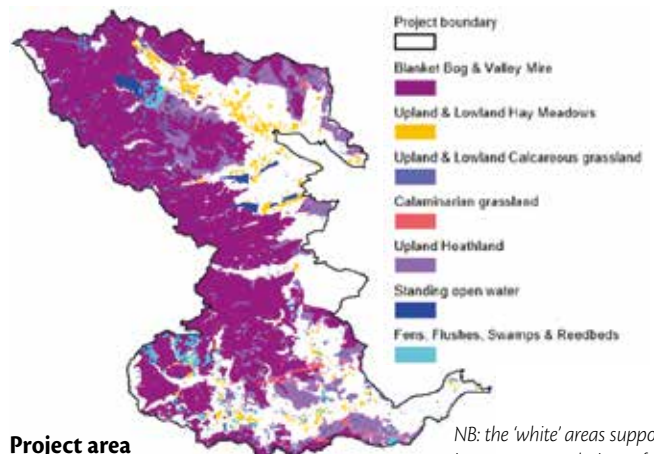 Project boundary
Blanket Bog & Valley Mire
Upland & Lowland Hay Meadows
Upland & Lowland Calcareous grassland
Calaminarian grassland
Upland Heathland
Standing open water
Fens, Flushes, Swamps & Reedbeds
Project area
NB: the ‘white’ areas suppo